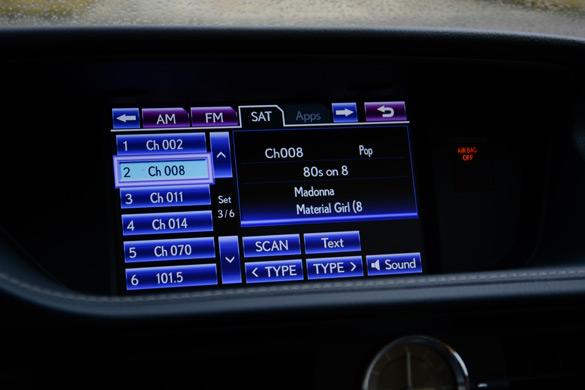 AM FM SAT Apps
1 Ch 002
2 Ch 008
3 Ch 011
4 Ch 014
5 Ch 070
6 101.5
Set
3/6
Ch008 Pop
80s on 8
Madonna
Material Girl (8
SCAN Text
< TYPE TYPE > Sound
AIR BAG
OFF